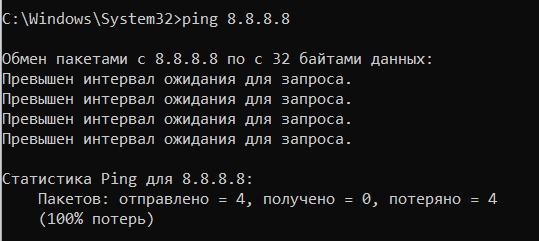 C:\Windows\System32>ping 8.8.8.8
Обмен пакетами с 8.8.8.8 по с 32 байтами данных:
Превышен интервал ожидания для запроса.
Превышен интервал ожидания для запроса.
Превышен интервал ожидания для запроса.
Превышен интервал ожидания для запроса.
Статистика Ping для 8.8.8.8:
Пакетов: отправлено = 4, получено = 0, потеряно = 4
(100% потерь)